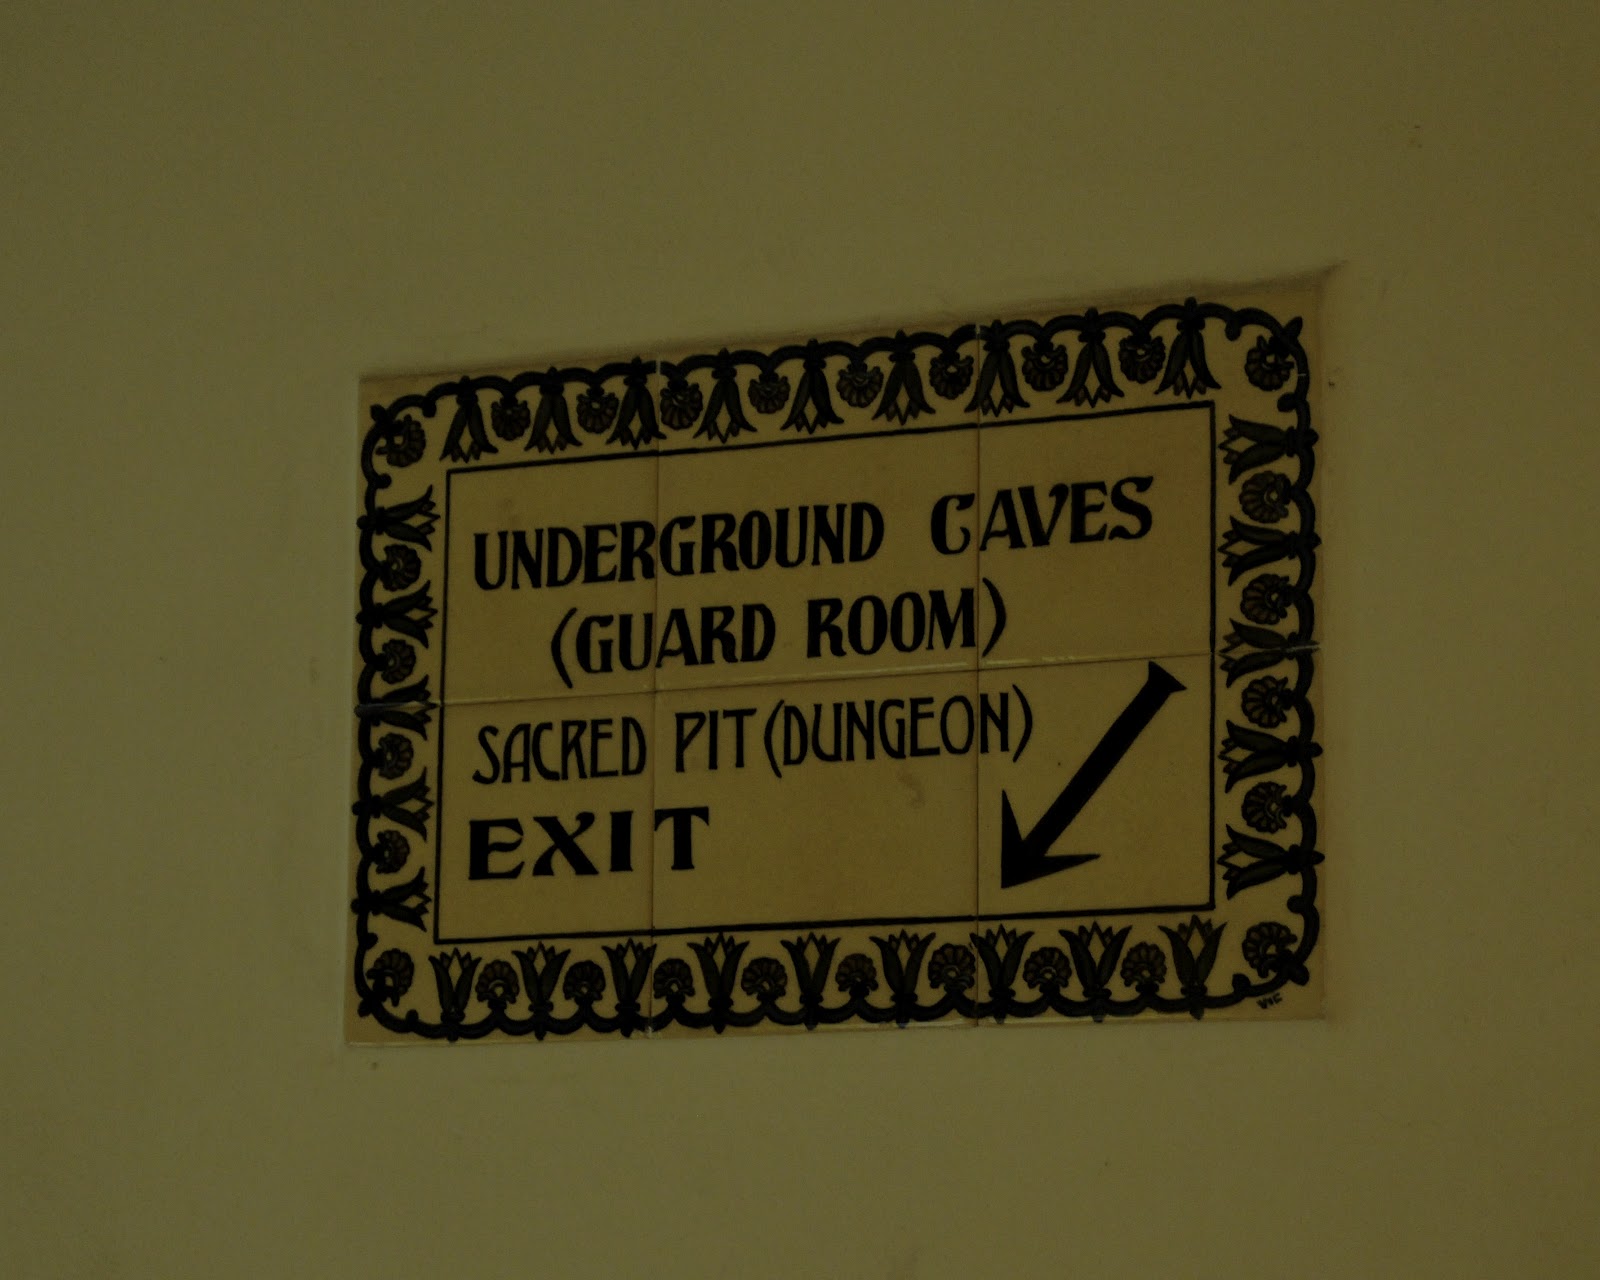 UNDERGROUND CAVES
(GUARD ROOM)
SACRED PIT (DUNGEON)
EXIT